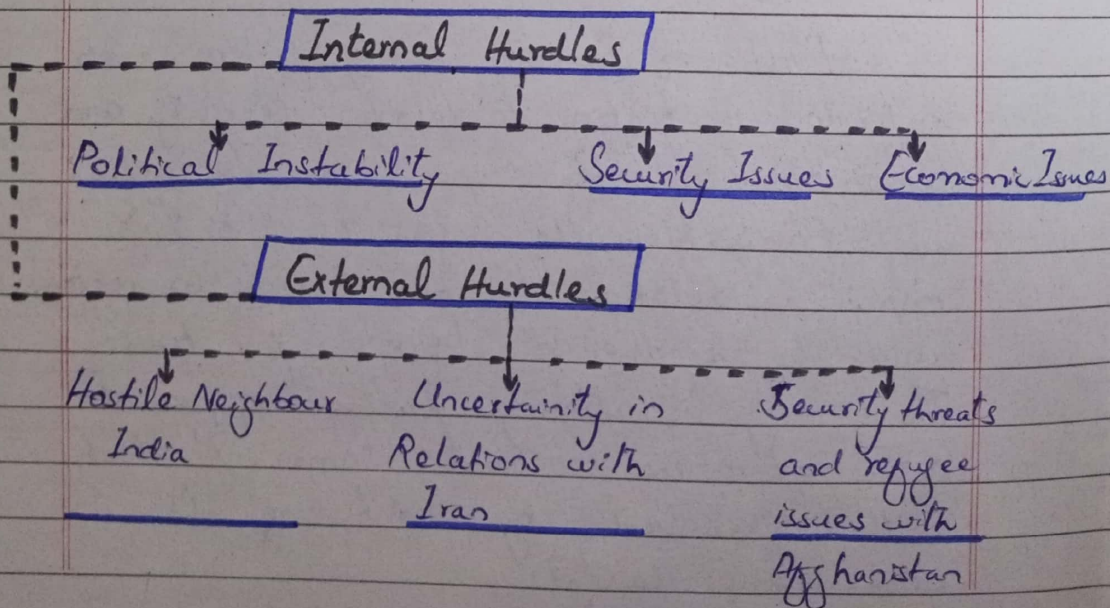 Internal Hurdles
Political Instability Security Issues Economic Issues
External Hurdles
Hostile Neighbour Uncertainity in Security threats
India Relations with and refugee
Iran issues with
Afghanistan